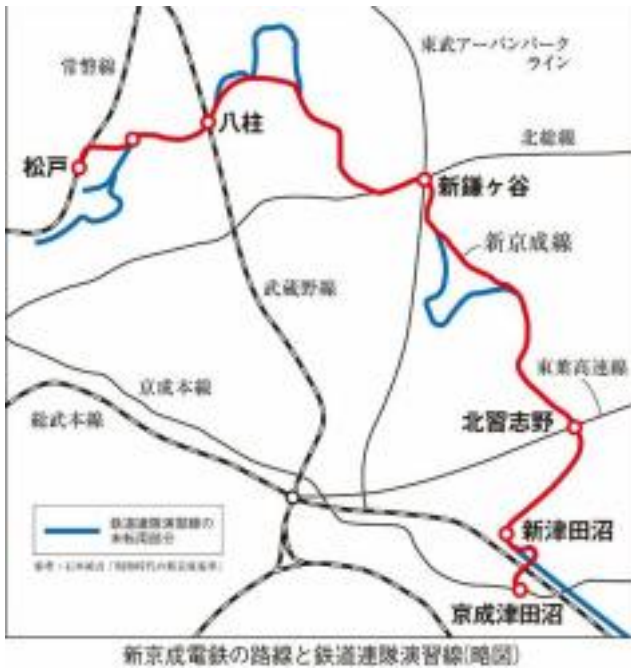 東武アーバンパーク
ライン
常磐線
八柱
北総線
松戸
新鎌ヶ谷
新京成線
武蔵野線
東葉高速線
京成本線
北習志野
総武本線
鉄道連隊演習線の
未転用部分
新津田沼
京成津田沼
新京成電鉄の路線と鉄道連隊演習線(略図)